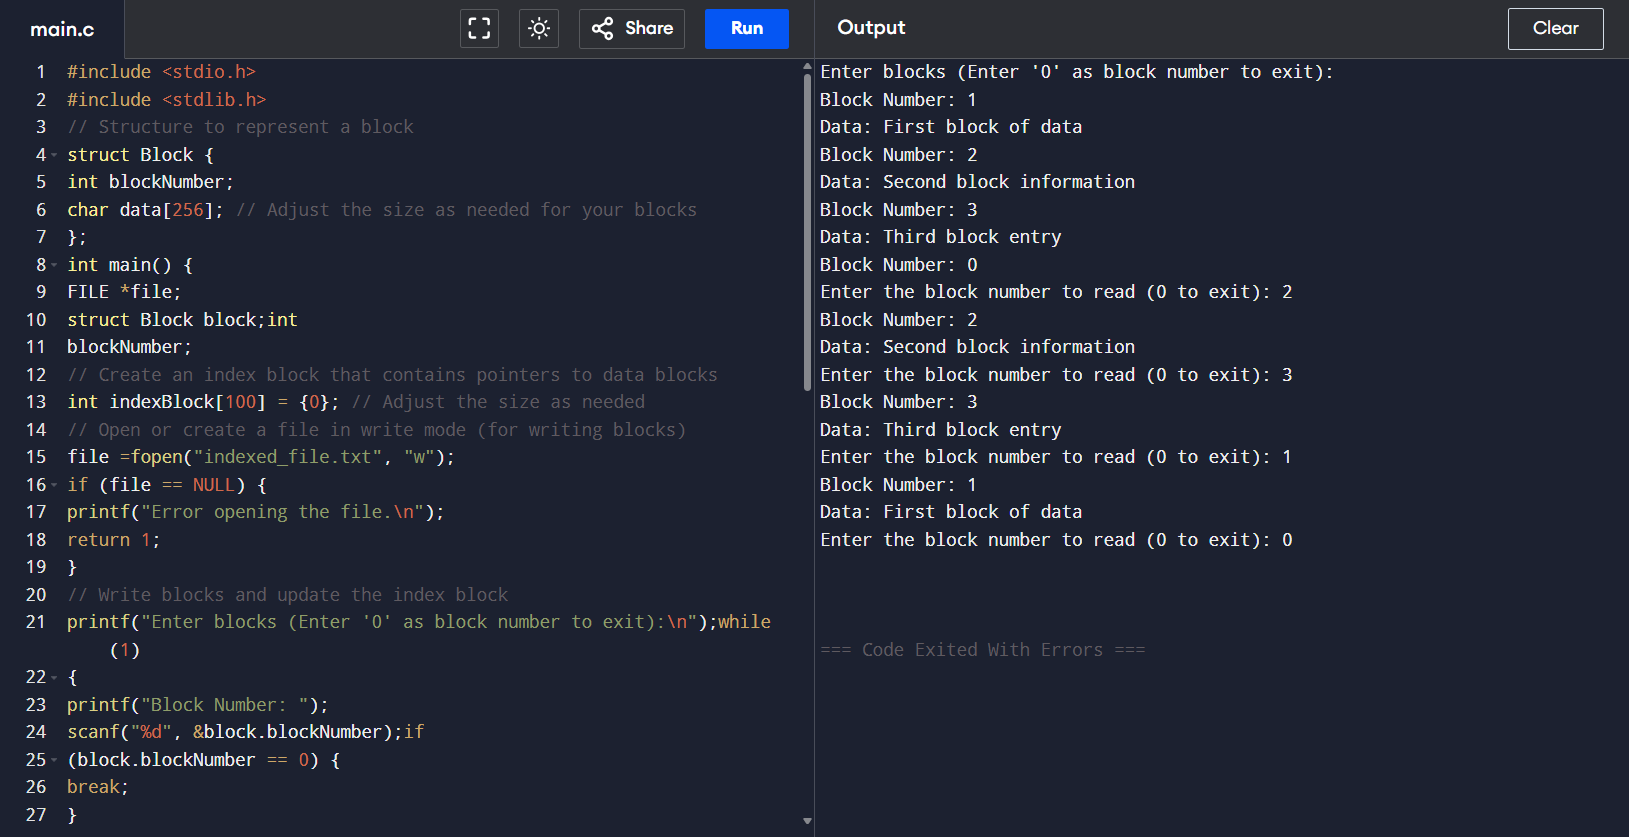 main.c
Share
Run
Output
Clear
1 #include <stdio.h>
2 #include <stdlib.h>
3 // Structure to represent a block
4 struct Block {
5 int blockNumber;
6 char data[256]; // Adjust the size as needed for your blocks
7 };
8 int main() {
9 FILE *file;
10 struct Block block;int
11 blockNumber;
12 // Create an index block that contains pointers to data blocks
13 int indexBlock[100] = {0}; // Adjust the size as needed
14 // Open or create a file in write mode (for writing blocks)
15 file =fopen("indexed_file.txt", "w");
16 if (file == NULL) {
17 printf("Error opening the file.\n");
18 return 1;
19 }
20 // Write blocks and update the index block
21 printf("Enter blocks (Enter '0' as block number to exit):\n");while
(1)
22 {
23 printf("Block Number: ");
24 scanf("%d", &block.blockNumber);if
25 (block.blockNumber == 0) {
26 break;
27 }
Enter blocks (Enter '0' as block number to exit):
Block Number: 1
Data: First block of data
Block Number: 2
Data: Second block information
Block Number: 3
Data: Third block entry
Block Number: 0
Enter the block number to read (0 to exit): 2
Block Number: 2
Data: Second block information
Enter the block number to read (0 to exit): 3
Block Number: 3
Data: Third block entry
Enter the block number to read (0 to exit): 1
Block Number: 1
Data: First block of data
Enter the block number to read (0 to exit): 0
=== Code Exited With Errors ===